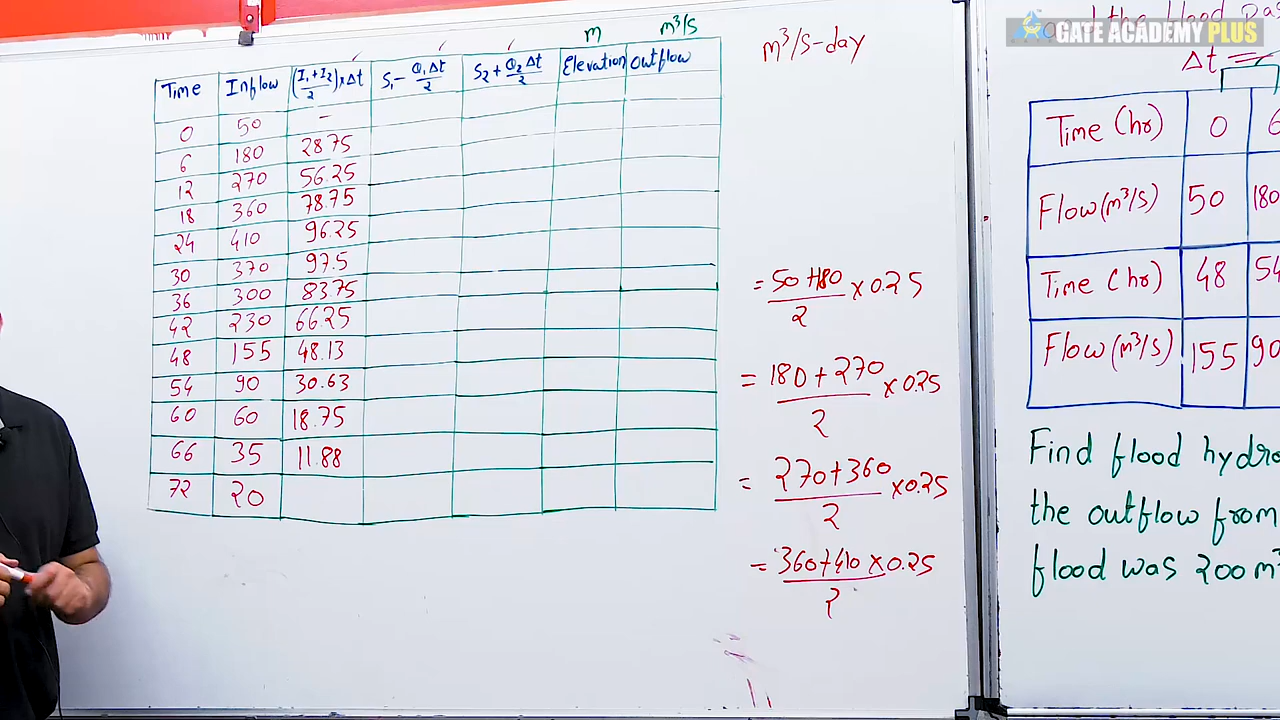 m m³/s
Time Inflow (I₁+I₂/2)×Δt S₁- Q₁Δt/2 S₂+ Q₂Δt/2 Elevation Outflow
0 50 -
6 180 28.75
12 270 56.25
18 360 78.75
24 410 96.25
30 370 97.5
36 300 83.75
42 230 66.25
48 155 48.13
54 90 30.63
60 60 18.75
66 35 11.88
72 20
m³/s-day
= 50+180/2 × 0.25
= 180+270/2 × 0.25
= 270+360/2 × 0.25
= 360+410 × 0.25/2
GATE ACADEMY PLUS
the flood
Δt =
Time (hr) 0 6
Flow (m³/s) 50 180
Time (hr) 48 54
Flow (m³/s) 155 90
Find flood hydro
the outflow from
flood was 200 m³